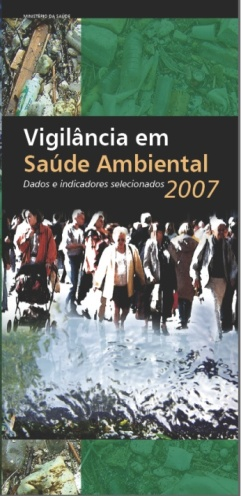 MINISTÉRIO DA SAÚDE
Vigilância em
Saúde Ambiental
Dados e indicadores selecionados 2007